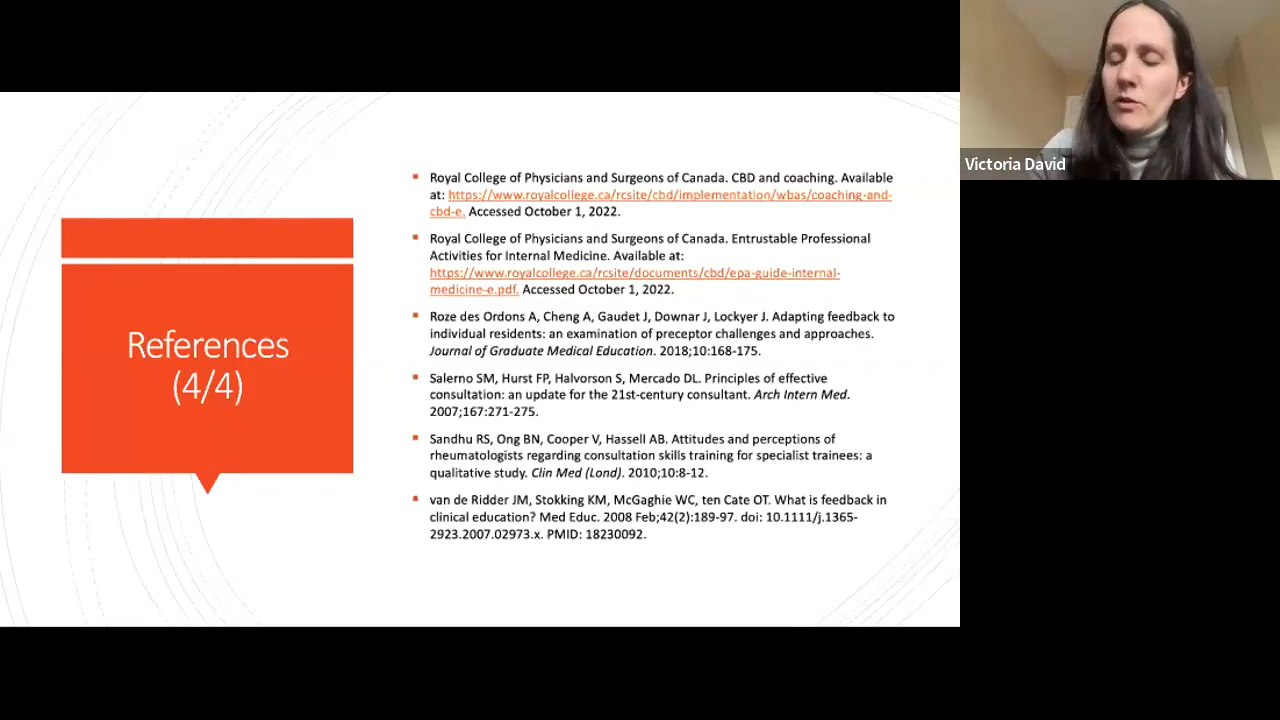 References
(4/4)
Royal College of Physicians and Surgeons of Canada. CBD and coaching. Available
at: https://www.royalcollege.ca/rcsite/cbd/implementation/wbas/coaching-and-
cbd-e. Accessed October 1, 2022.
Royal College of Physicians and Surgeons of Canada. Entrustable Professional
Activities for Internal Medicine. Available at:
https://www.royalcollege.ca/rcsite/documents/cbd/epa-guide-internal-
medicine-e.pdf. Accessed October 1, 2022.
Roze des Ordons A, Cheng A, Gaudet J, Downar J, Lockyer J. Adapting feedback to
individual residents: an examination of preceptor challenges and approaches.
Journal of Graduate Medical Education. 2018;10:168-175.
Salerno SM, Hurst FP, Halvorson S, Mercado DL. Principles of effective
consultation: an update for the 21st-century consultant. Arch Intern Med.
2007;167:271-275.
Sandhu RS, Ong BN, Cooper V, Hassell AB. Attitudes and perceptions of
rheumatologists regarding consultation skills training for specialist trainees: a
qualitative study. Clin Med (Lond). 2010;10:8-12.
van de Ridder JM, Stokking KM, McGaghie WC, ten Cate OT. What is feedback in
clinical education? Med Educ. 2008 Feb;42(2):189-97. doi: 10.1111/j.1365-
2923.2007.02973.x. PMID: 18230092.
Victoria David